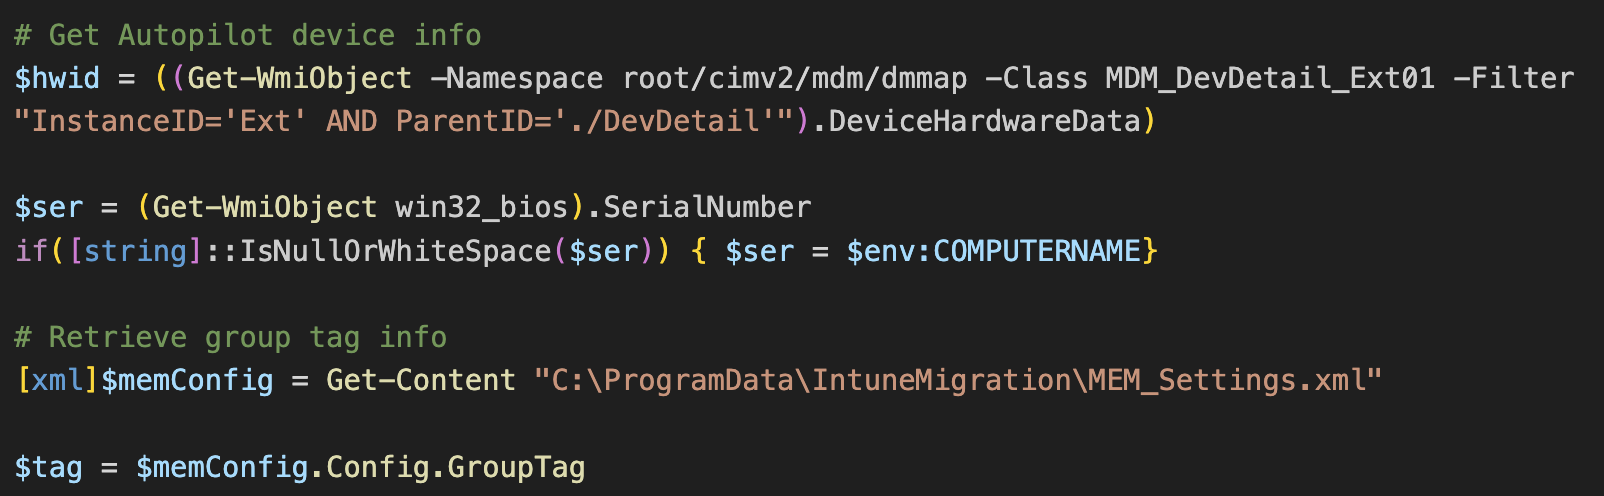 # Get Autopilot device info
$hwid = ((Get-WmiObject -Namespace root/cimv2/mdm/dmmap -Class MDM_DevDetail_Ext01 -Filter
"InstanceID='Ext' AND ParentID='./DevDetail'").DeviceHardwareData)
$ser = (Get-WmiObject win32_bios).SerialNumber
if([string]::IsNullOrWhiteSpace($ser)) { $ser = $env:COMPUTERNAME}
# Retrieve group tag info
[xml]$memConfig = Get-Content "C:\ProgramData\IntuneMigration\MEM_Settings.xml"
$tag = $memConfig.Config.GroupTag